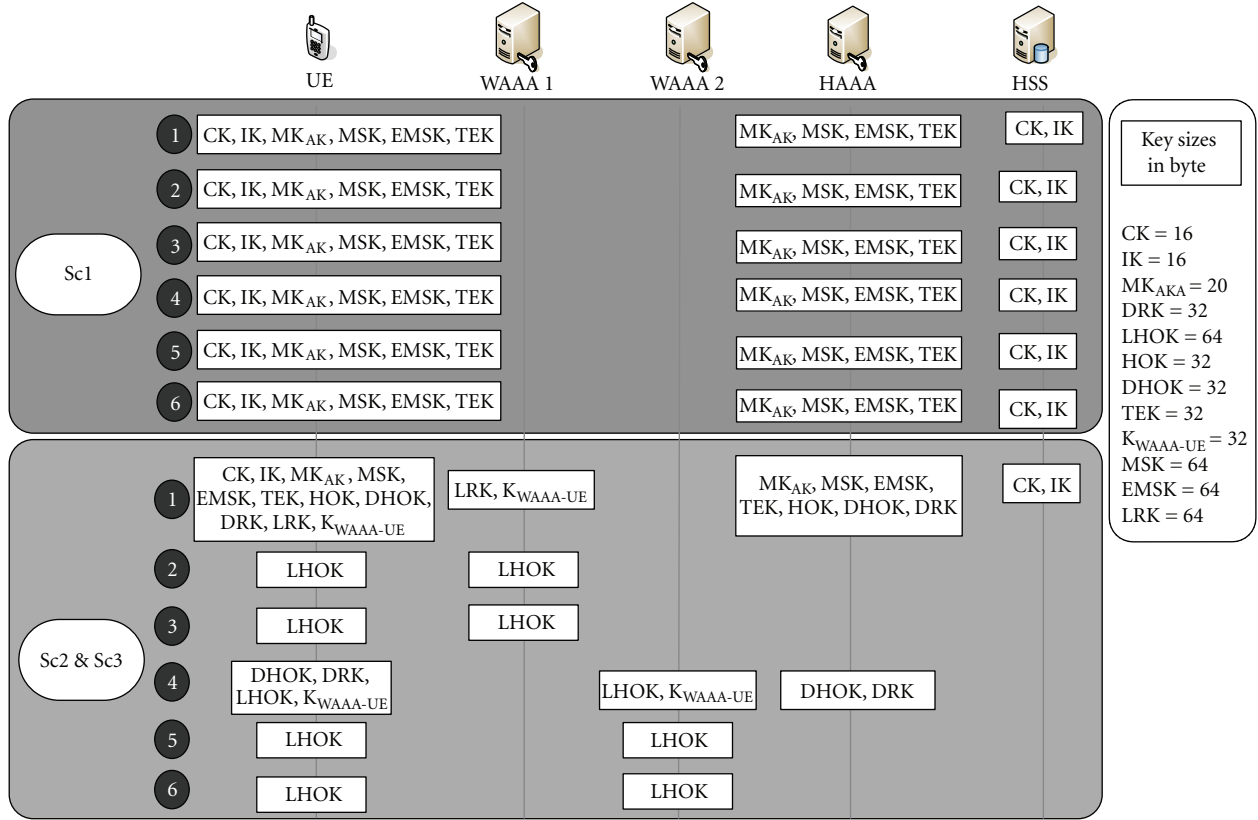 UE
WAAA 1
WAAA 2
HAAA
HSS
Sc1
1
CK, IK, MKAK, MSK, EMSK, TEK
MKAK, MSK, EMSK, TEK
CK, IK
2
CK, IK, MKAK, MSK, EMSK, TEK
MKAK, MSK, EMSK, TEK
CK, IK
3
CK, IK, MKAK, MSK, EMSK, TEK
MKAK, MSK, EMSK, TEK
CK, IK
4
CK, IK, MKAK, MSK, EMSK, TEK
MKAK, MSK, EMSK, TEK
CK, IK
5
CK, IK, MKAK, MSK, EMSK, TEK
MKAK, MSK, EMSK, TEK
CK, IK
6
CK, IK, MKAK, MSK, EMSK, TEK
MKAK, MSK, EMSK, TEK
CK, IK
Sc2 & Sc3
1
CK, IK, MKAK, MSK,
EMSK, TEK, HOK, DHOK,
DRK, LRK, KWAAA-UE
LRK, KWAAA-UE
MKAK, MSK, EMSK,
TEK, HOK, DHOK, DRK
CK, IK
2
LHOK
LHOK
3
LHOK
LHOK
4
DHOK, DRK,
LHOK, KWAAA-UE
LHOK, KWAAA-UE
DHOK, DRK
5
LHOK
LHOK
6
LHOK
LHOK
Key sizes
in byte
CK = 16
IK = 16
MKAKA = 20
DRK = 32
LHOK = 64
HOK = 32
DHOK = 32
TEK = 32
KWAAA-UE = 32
MSK = 64
EMSK = 64
LRK = 64